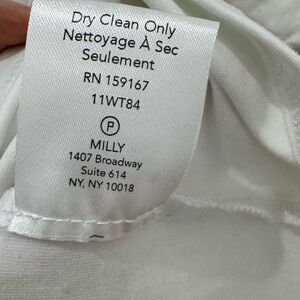 Dry Clean Only
Nettoyage À Sec
Seulement
RN 159167
11WT84
P
MILLY
1407 Broadway
Suite 614
NY, NY 10018